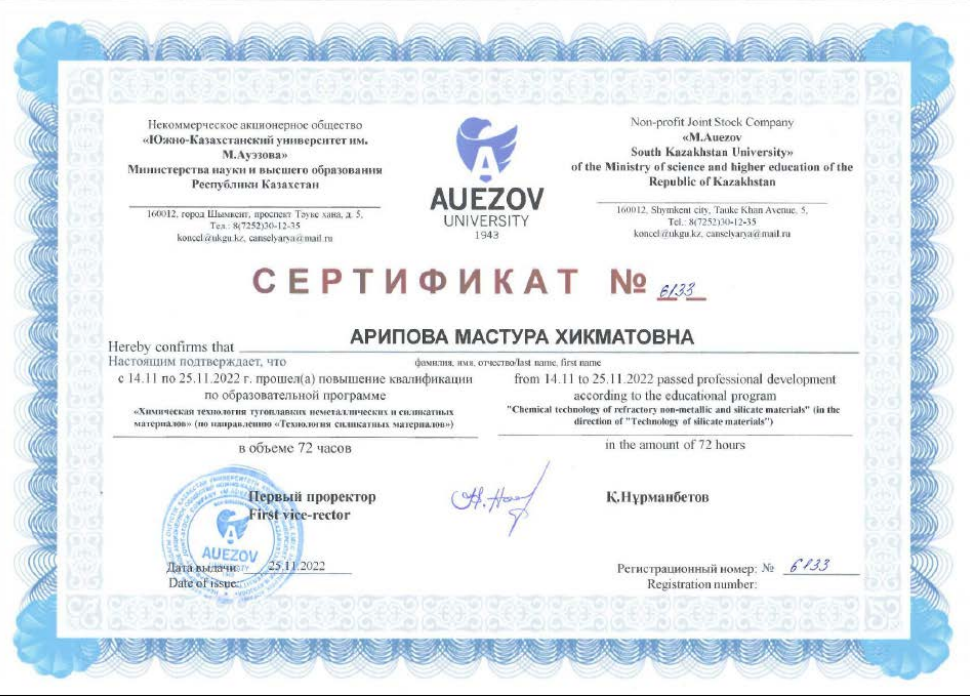 Некоммерческое акционерное общество
«Южно-Казахстанский университет им.
М.Ауэзова»
Министерства науки и высшего образования
Республики Казахстан
160012, город Шымкент, проспект Тауке хана, д. 5,
Тел.: 8(7252)30-12-35
koncel@ukgu.kz, canselyarya@mail.ru
AUEZOV
UNIVERSITY
1943
Non-profit Joint Stock Company
«M.Auezov
South Kazakhstan University»
of the Ministry of science and higher education of the
Republic of Kazakhstan
160012, Shymkent city, Tauke Khan Avenue, 5,
Tel.: 8(7252)30-12-35
koncel@ukgu.kz, canselyarya@mail.ru
СЕРТИФИКАТ № 6133
Hereby confirms that АРИПОВА МАСТУРА ХИКМАТОВНА
Настоящим подтверждает, что фамилия, имя, отчество/last name, first name
с 14.11 по 25.11.2022 г. прошел(а) повышение квалификации
по образовательной программе
«Химическая технология тугоплавких неметаллических и силикатных
материалов» (по направлению «Технология силикатных материалов»)
в объеме 72 часов
from 14.11 to 25.11.2022 passed professional development
according to the educational program
"Chemical technology of refractory non-metallic and silicate materials" (in the
direction of "Technology of silicate materials")
in the amount of 72 hours
Первый проректор
First vice-rector
Қ.Нұрманбетов
AUEZOV
Дата выдачи: 25.11.2022
Date of issue:
Регистрационный номер: № 6133
Registration number: